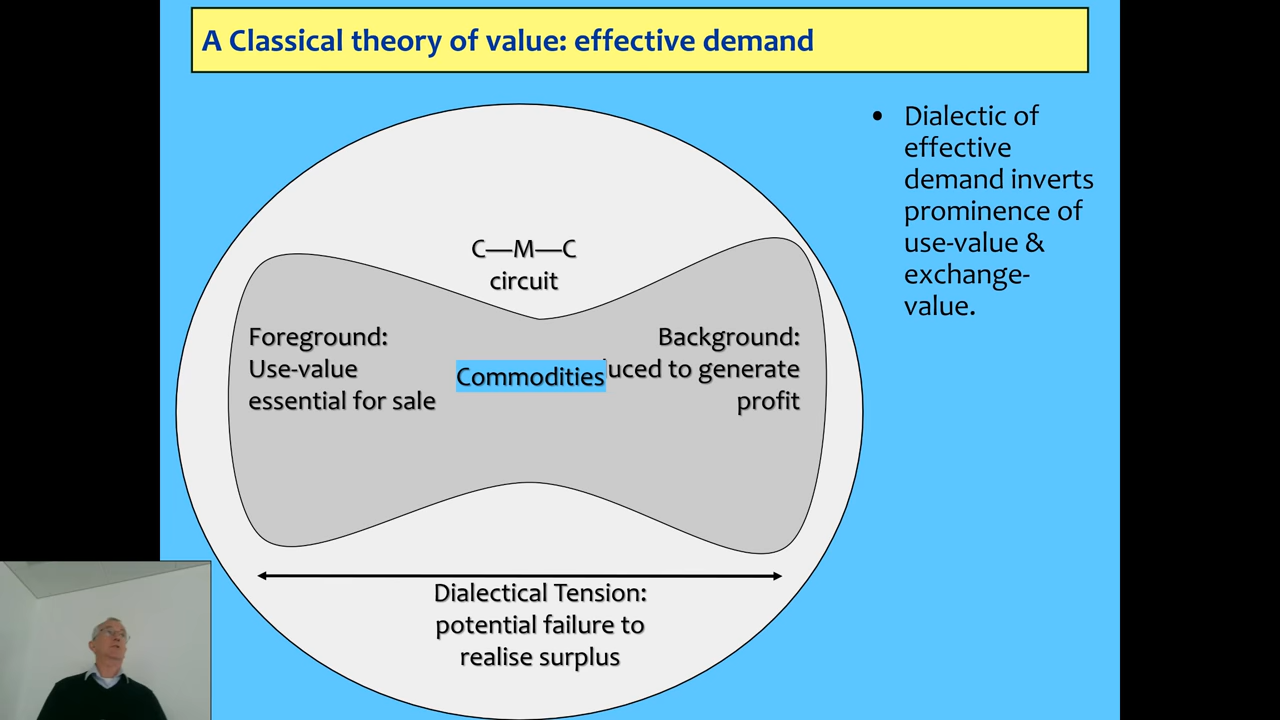 A Classical theory of value: effective demand
• Dialectic of
effective
demand inverts
prominence of
use-value &
exchange-
value.
C—M—C
circuit
Foreground:
Use-value
essential for sale
Commodities
Background:
uced to generate
profit
Dialectical Tension:
potential failure to
realise surplus